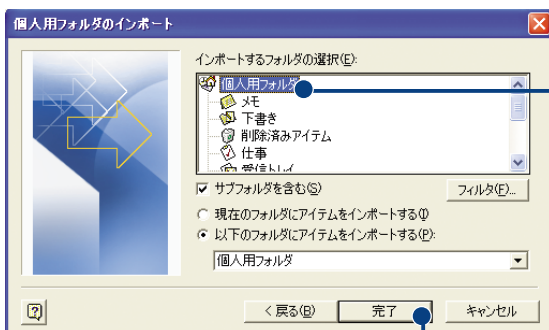 個人用フォルダのインポート
インポートするフォルダの選択(E):
個人用フォルダ
メモ
下書き
削除済みアイテム
仕事
受信トレイ
サブフォルダを含む(S)
フィルタ(F)...
現在のフォルダにアイテムをインポートする(I)
以下のフォルダにアイテムをインポートする(P):
個人用フォルダ
< 戻る(B)
完了
キャンセル